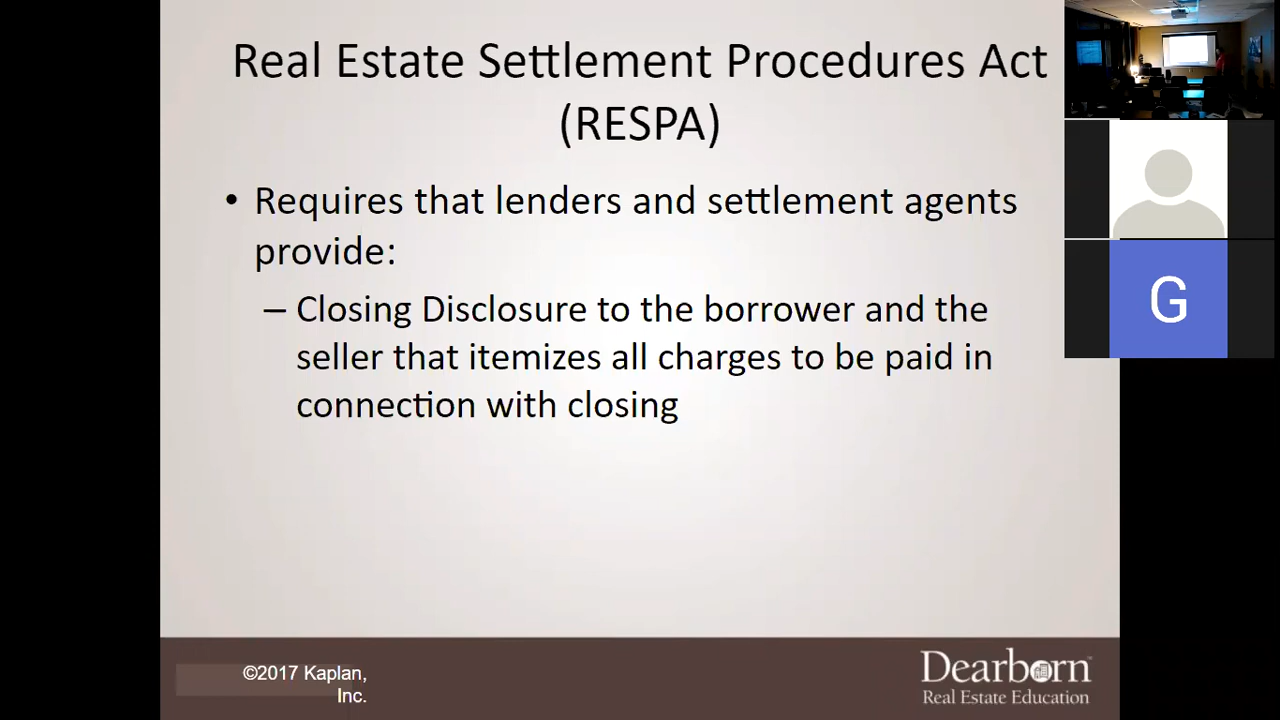 Real Estate Settlement Procedures Act
(RESPA)
• Requires that lenders and settlement agents
provide:
– Closing Disclosure to the borrower and the
seller that itemizes all charges to be paid in
connection with closing
G
©2017 Kaplan,
Inc.
Dearborn™
Real Estate Education